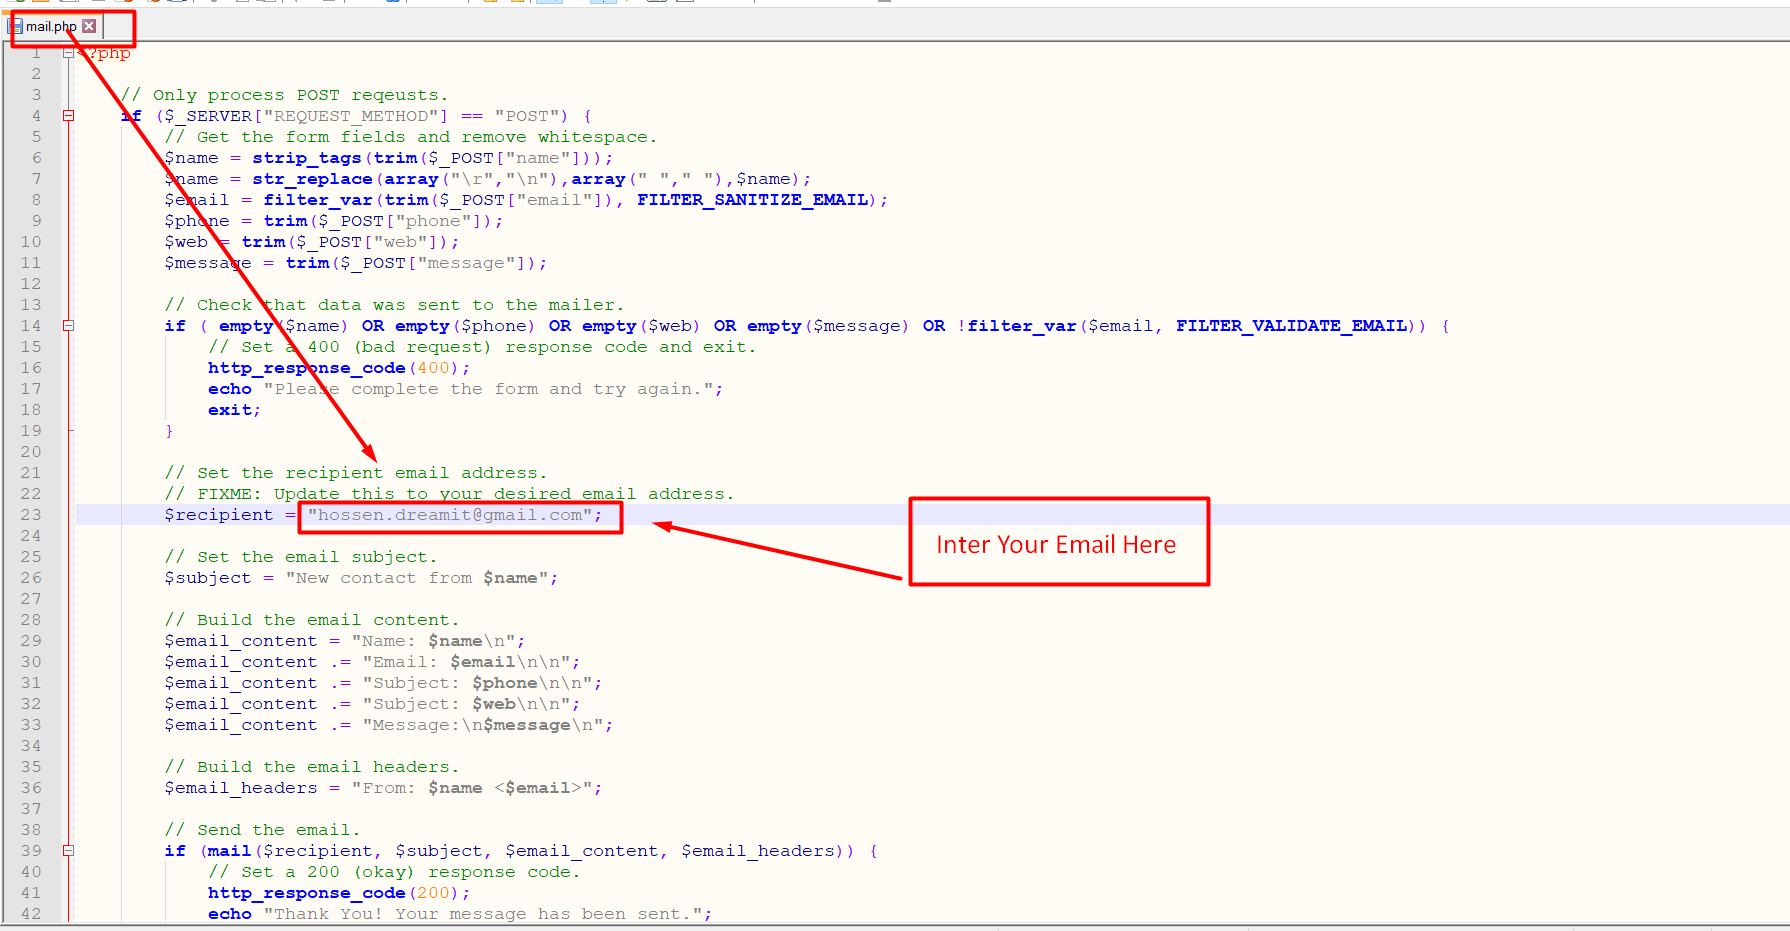 mail.php
1 <?php
2
3 // Only process POST reqeusts.
4 if ($_SERVER["REQUEST_METHOD"] == "POST") {
5 // Get the form fields and remove whitespace.
6 $name = strip_tags(trim($_POST["name"]));
7 $name = str_replace(array("\r","\n"),array(" "," "),$name);
8 $email = filter_var(trim($_POST["email"]), FILTER_SANITIZE_EMAIL);
9 $phone = trim($_POST["phone"]);
10 $web = trim($_POST["web"]);
11 $message = trim($_POST["message"]);
12
13 // Check that data was sent to the mailer.
14 if ( empty($name) OR empty($phone) OR empty($web) OR empty($message) OR !filter_var($email, FILTER_VALIDATE_EMAIL)) {
15 // Set a 400 (bad request) response code and exit.
16 http_response_code(400);
17 echo "Please complete the form and try again.";
18 exit;
19 }
20
21 // Set the recipient email address.
22 // FIXME: Update this to your desired email address.
23 $recipient = "hossen.dreamit@gmail.com";
Inter Your Email Here
24
25 // Set the email subject.
26 $subject = "New contact from $name";
27
28 // Build the email content.
29 $email_content = "Name: $name\n";
30 $email_content .= "Email: $email\n\n";
31 $email_content .= "Subject: $phone\n\n";
32 $email_content .= "Subject: $web\n\n";
33 $email_content .= "Message:\n$message\n";
34
35 // Build the email headers.
36 $email_headers = "From: $name <$email>";
37
38 // Send the email.
39 if (mail($recipient, $subject, $email_content, $email_headers)) {
40 // Set a 200 (okay) response code.
41 http_response_code(200);
42 echo "Thank You! Your message has been sent.";